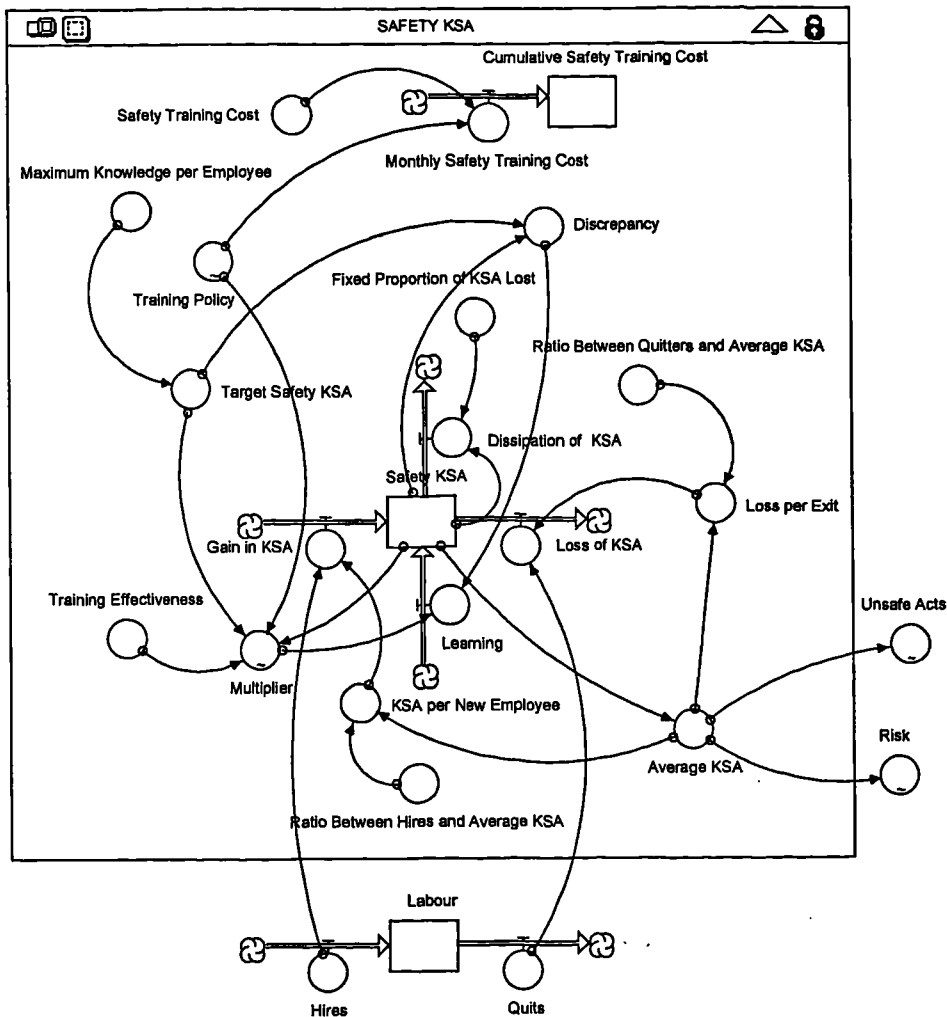 SAFETY KSA
Cumulative Safety Training Cost
Safety Training Cost
Monthly Safety Training Cost
Maximum Knowledge per Employee
Discrepancy
Fixed Proportion of KSA Lost
Training Policy
Ratio Between Quitters and Average KSA
Target Safety KSA
Dissipation of KSA
Safety KSA
Loss per Exit
Gain in KSA
Loss of KSA
Training Effectiveness
Unsafe Acts
Learning
Multiplier
KSA per New Employee
Risk
Average KSA
Ratio Between Hires and Average KSA
Labour
Hires
Quits